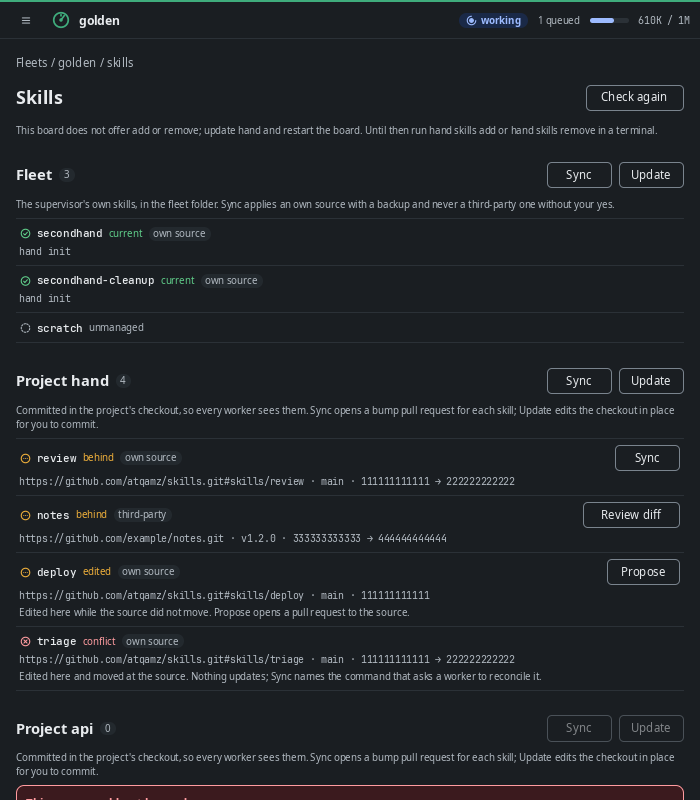 golden
working
1 queued
610K / 1M
Fleets / golden / skills
Skills
Check again
This board does not offer add or remove; update hand and restart the board. Until then run hand skills add or hand skills remove in a terminal.
Fleet 3
Sync
Update
The supervisor's own skills, in the fleet folder. Sync applies an own source with a backup and never a third-party one without your yes.
secondhand current own source
hand init
secondhand-cleanup current own source
hand init
scratch unmanaged
Project hand 4
Sync
Update
Committed in the project's checkout, so every worker sees them. Sync opens a bump pull request for each skill; Update edits the checkout in place
for you to commit.
review behind own source
Sync
https://github.com/atqamz/skills.git#skills/review · main · 111111111111 → 222222222222
notes behind third-party
Review diff
https://github.com/example/notes.git · v1.2.0 · 333333333333 → 444444444444
deploy edited own source
Propose
https://github.com/atqamz/skills.git#skills/deploy · main · 111111111111
Edited here while the source did not move. Propose opens a pull request to the source.
triage conflict own source
https://github.com/atqamz/skills.git#skills/triage · main · 111111111111 → 222222222222
Edited here and moved at the source. Nothing updates; Sync names the command that asks a worker to reconcile it.
Project api 0
Sync
Update
Committed in the project's checkout, so every worker sees them. Sync opens a bump pull request for each skill; Update edits the checkout in place
for you to commit.